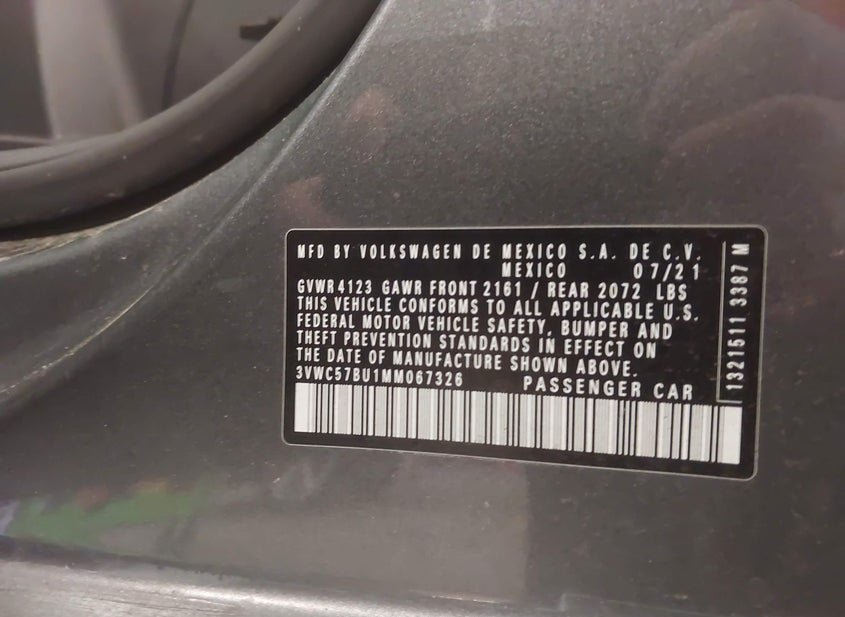 MFD BY VOLKSWAGEN DE MEXICO S.A. DE C.V.
MEXICO 07/21
GVWR 4123 GAWR FRONT 2161 / REAR 2072 LBS
THIS VEHICLE CONFORMS TO ALL APPLICABLE U.S.
FEDERAL MOTOR VEHICLE SAFETY, BUMPER AND
THEFT PREVENTION STANDARDS IN EFFECT ON
THE DATE OF MANUFACTURE SHOWN ABOVE.
3VWC57BU1MM067326 PASSENGER CAR
1321511 3387 M